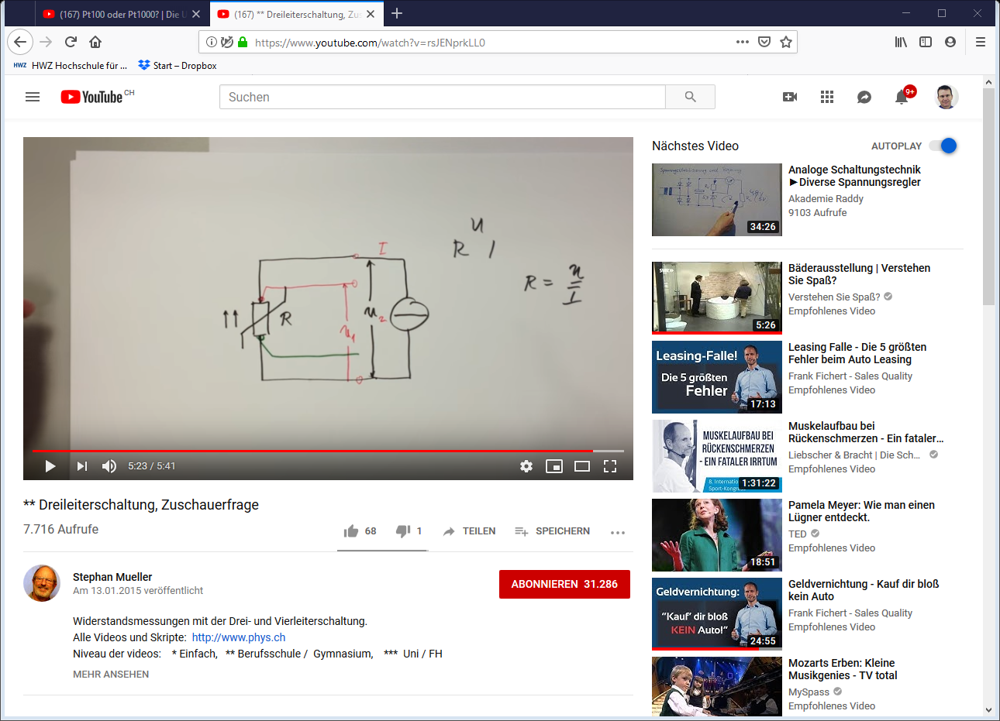 (167) Pt100 oder Pt1000? | Die U
(167) ** Dreileiterschaltung, Zus
https://www.youtube.com/watch?v=rsJENprkLL0
HWZ HWZ Hochschule für ...
Start – Dropbox
YouTube CH
Suchen
9+
I
U
R I
R = U
I
R
U1
U2
5:23 / 5:41
** Dreileiterschaltung, Zuschauerfrage
7.716 Aufrufe
68
1
TEILEN
SPEICHERN
Stephan Mueller
Am 13.01.2015 veröffentlicht
ABONNIEREN 31.286
Widerstandsmessungen mit der Drei- und Vierleiterschaltung.
Alle Videos und Skripte: http://www.phys.ch
Niveau der videos: * Einfach, ** Berufsschule / Gymnasium, *** Uni / FH
MEHR ANSEHEN
Nächstes Video
AUTOPLAY
34:26
Analoge Schaltungstechnik
►Diverse Spannungsregler
Akademie Raddy
9103 Aufrufe
5:26
Bäderausstellung | Verstehen
Sie Spaß?
Verstehen Sie Spaß?
Empfohlenes Video
Leasing-Falle!
Die 5 größten
Fehler
17:13
Leasing Falle - Die 5 größten
Fehler beim Auto Leasing
Frank Fichert - Sales Quality
Empfohlenes Video
MUSKELAUFBAU BEI
RÜCKENSCHMERZEN
- EIN FATALER IRRTUM
8. Internation
Sport-Kongre
1:31:22
Muskelaufbau bei
Rückenschmerzen - Ein fataler...
Liebscher & Bracht | Die Sch...
Empfohlenes Video
18:51
Pamela Meyer: Wie man einen
Lügner entdeckt.
TED
Empfohlenes Video
Geldvernichtung:
"Kauf' dir bloß
KEIN Auto!"
24:55
Geldvernichtung - Kauf dir bloß
kein Auto
Frank Fichert - Sales Quality
Empfohlenes Video
Mozarts Erben: Kleine
Musikgenies - TV total
MySpass
Empfohlenes Video